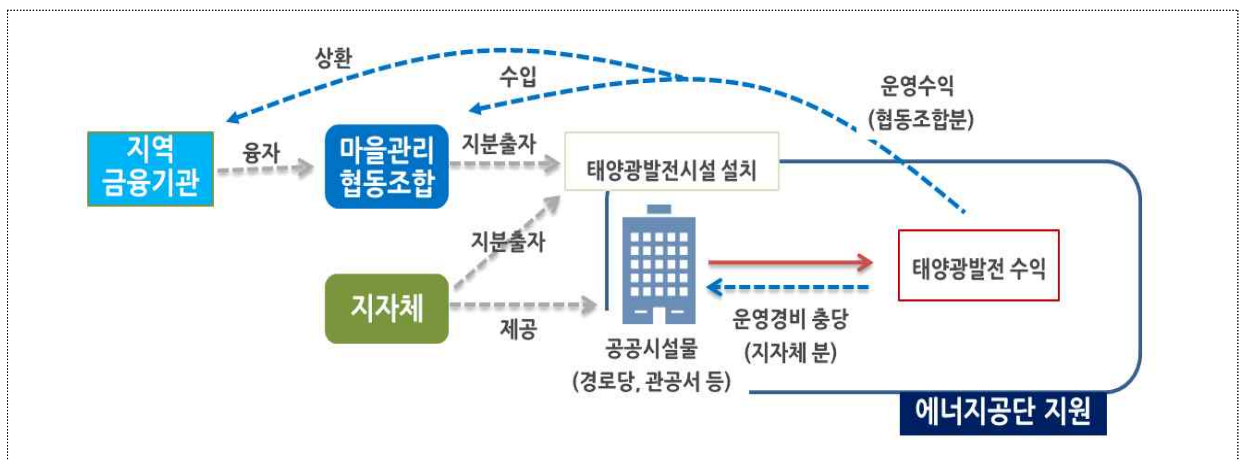 상환
수입
운영수익
(협동조합분)
지역
금융기관
융자
마을관리
협동조합
지분출자
태양광발전시설 설치
지분출자
지자체
제공
공공시설물
(경로당, 관공서 등)
태양광발전 수익
운영경비 충당
(지자체 분)
에너지공단 지원